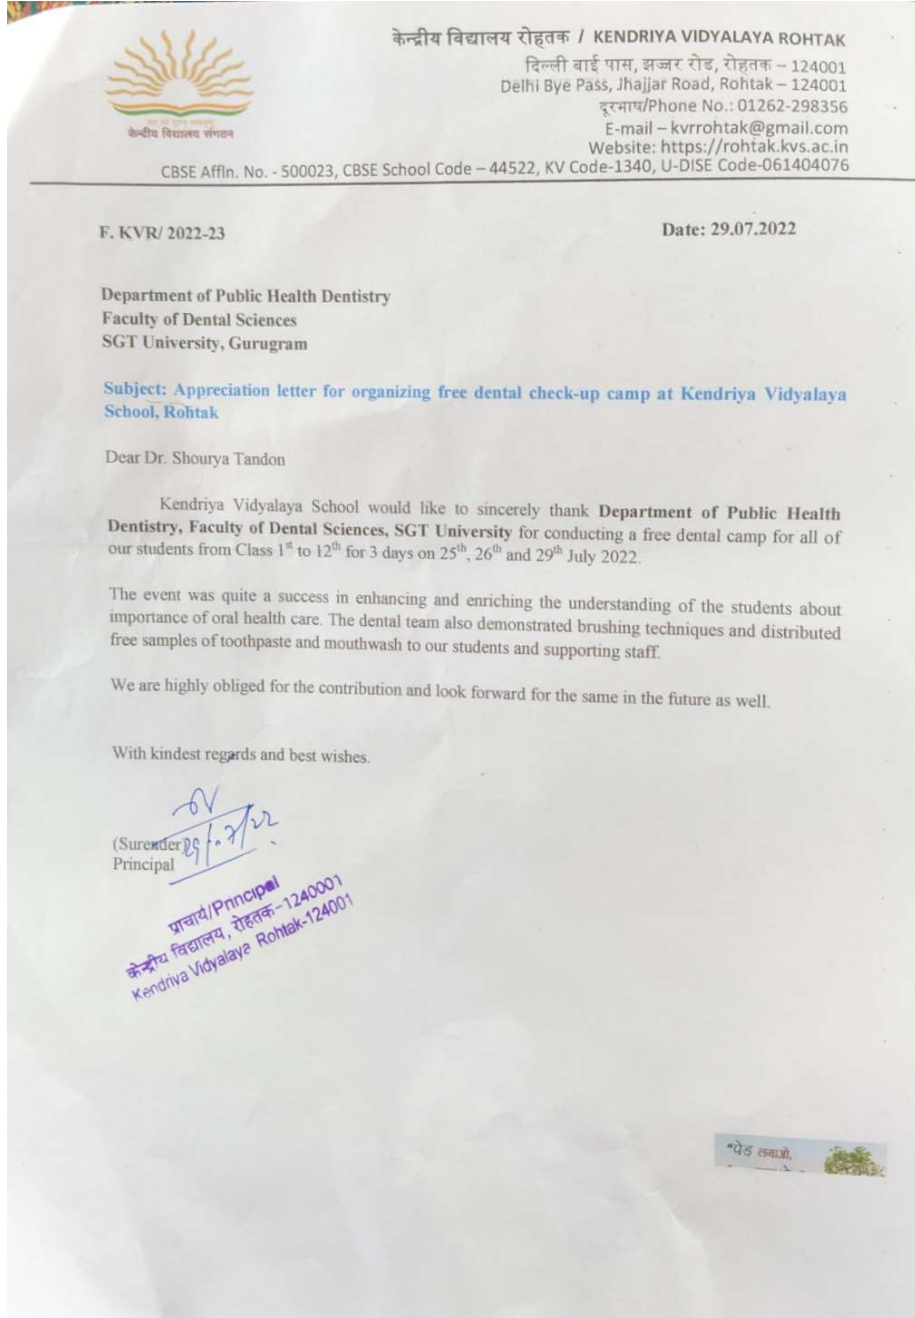 केन्द्रीय विद्यालय रोहतक / KENDRIYA VIDYALAYA ROHTAK
दिल्ली बाई पास, झज्जर रोड, रोहतक – 124001
Delhi Bye Pass, Jhajjar Road, Rohtak – 124001
दूरभाष/Phone No.: 01262-298356
E-mail – kvrrohtak@gmail.com
Website: https://rohtak.kvs.ac.in
CBSE Affln. No. - 500023, CBSE School Code – 44522, KV Code-1340, U-DISE Code-061404076
केन्द्रीय विद्यालय संगठन
F. KVR/ 2022-23
Date: 29.07.2022
Department of Public Health Dentistry
Faculty of Dental Sciences
SGT University, Gurugram
Subject: Appreciation letter for organizing free dental check-up camp at Kendriya Vidyalaya
School, Rohtak
Dear Dr. Shourya Tandon
Kendriya Vidyalaya School would like to sincerely thank Department of Public Health
Dentistry, Faculty of Dental Sciences, SGT University for conducting a free dental camp for all of
our students from Class 1st to 12th for 3 days on 25th, 26th and 29th July 2022.
The event was quite a success in enhancing and enriching the understanding of the students about
importance of oral health care. The dental team also demonstrated brushing techniques and distributed
free samples of toothpaste and mouthwash to our students and supporting staff.
We are highly obliged for the contribution and look forward for the same in the future as well.
With kindest regards and best wishes.
(Surender)
29/07/22
Principal
प्राचार्य/Principal
केन्द्रीय विद्यालय, रोहतक-1240001
Kendriya Vidyalaya Rohtak-124001
"पेड लगाओ,